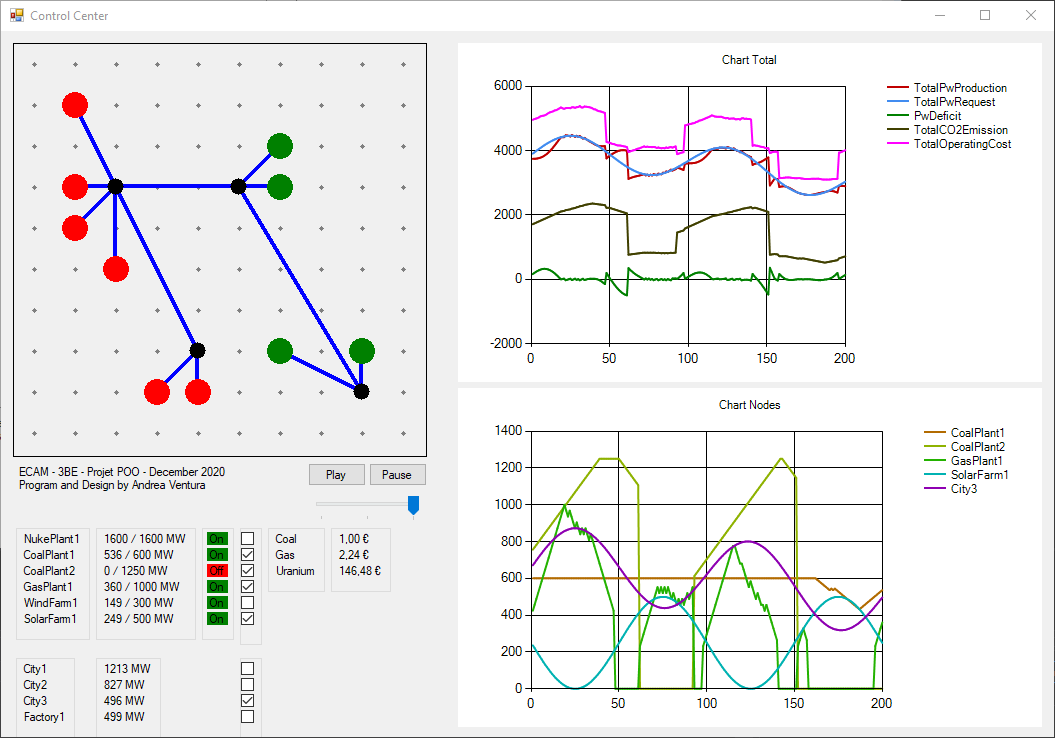 Control Center
Chart Total
6000
4000
2000
0
-2000
0 50 100 150 200
TotalPwProduction
TotalPwRequest
PwDeficit
TotalCO2Emission
TotalOperatingCost
ECAM - 3BE - Projet POO - December 2020
Program and Design by Andrea Ventura
Play Pause
NukePlant1 1600 / 1600 MW On
CoalPlant1 536 / 600 MW On
CoalPlant2 0 / 1250 MW Off
GasPlant1 360 / 1000 MW On
WindFarm1 149 / 300 MW On
SolarFarm1 249 / 500 MW On
Coal 1,00 €
Gas 2,24 €
Uranium 146,48 €
City1 1213 MW
City2 827 MW
City3 496 MW
Factory1 499 MW
Chart Nodes
1400
1200
1000
800
600
400
200
0
0 50 100 150 200
CoalPlant1
CoalPlant2
GasPlant1
SolarFarm1
City3